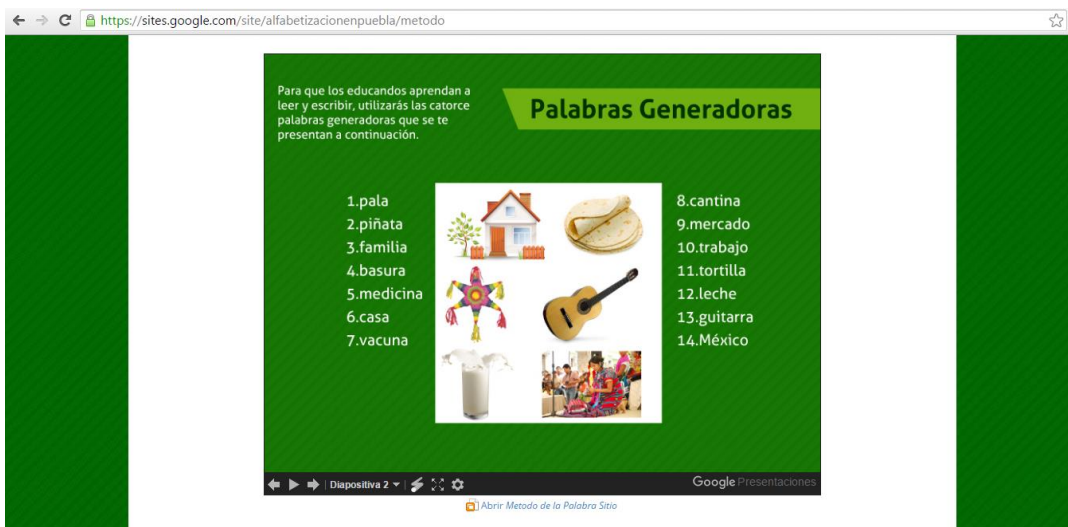 https://sites.google.com/site/alfabetizacionenpuebla/metodo
Para que los educandos aprendan a
leer y escribir, utilizarás las catorce
palabras generadoras que se te
presentan a continuación.
Palabras Generadoras
1.pala
2.piñata
3.familia
4.basura
5.medicina
6.casa
7.vacuna
8.cantina
9.mercado
10.trabajo
11.tortilla
12.leche
13.guitarra
14.México
Diapositiva 2
Google Presentaciones
Abrir Metodo de la Palabra Sitio